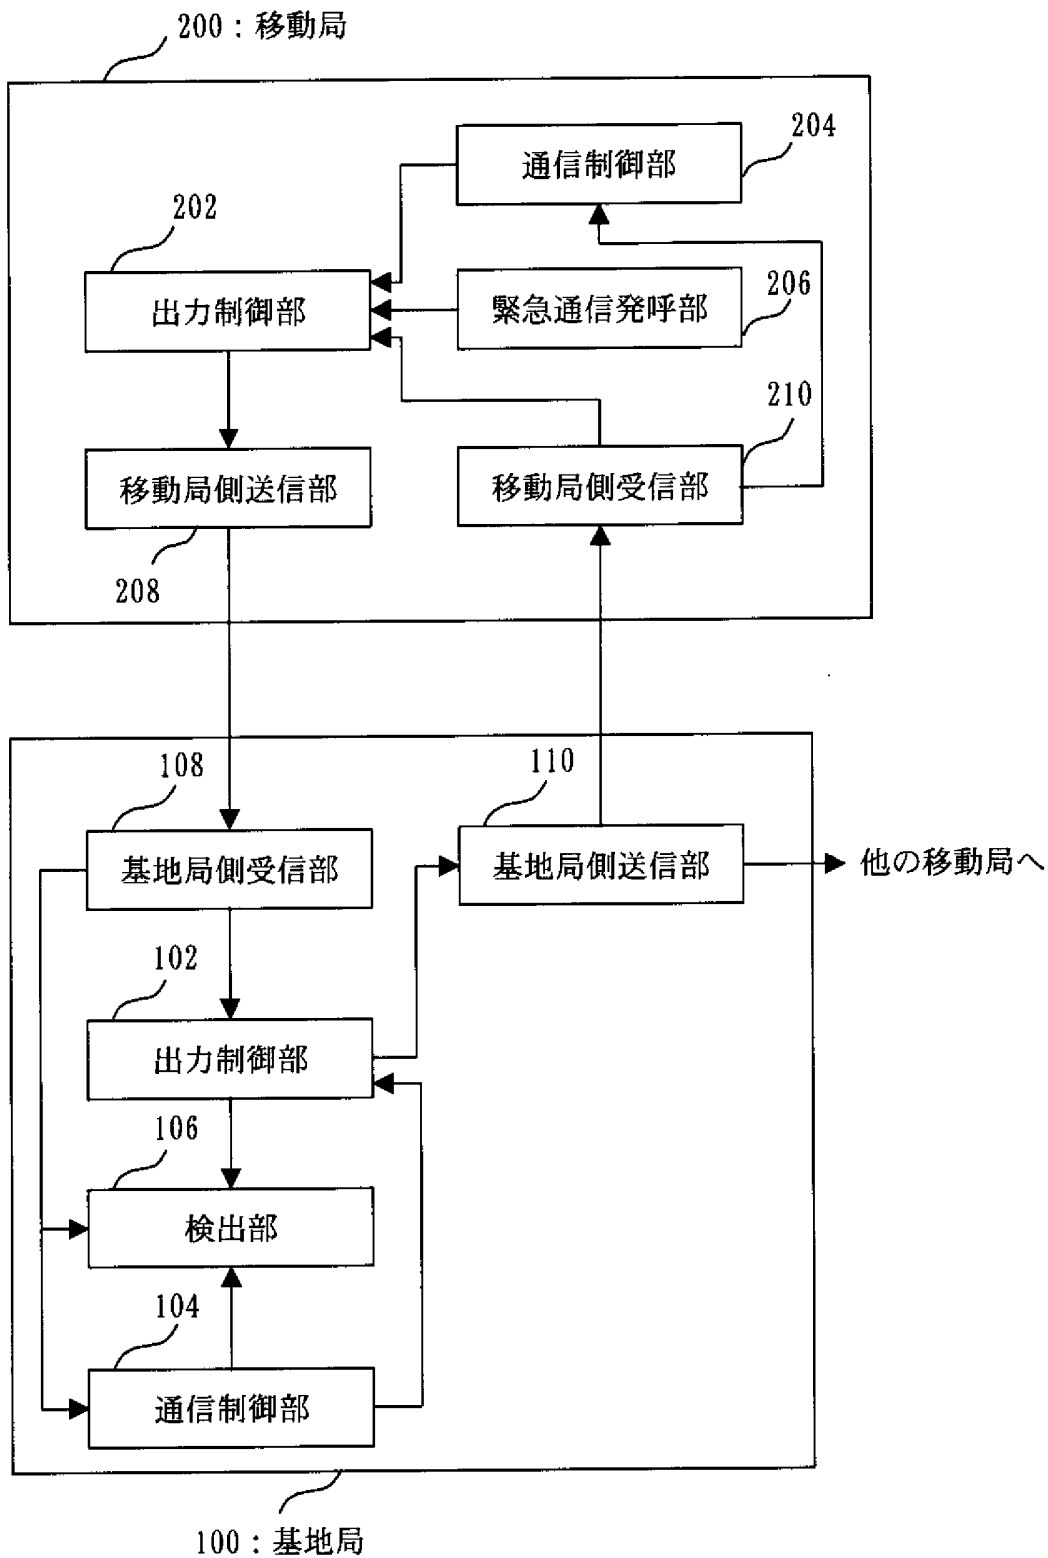 200：移動局
204
通信制御部
202
206
出力制御部
緊急通信発呼部
210
移動局側送信部
移動局側受信部
208
108
110
基地局側受信部
基地局側送信部
他の移動局へ
102
出力制御部
106
検出部
104
通信制御部
100：基地局